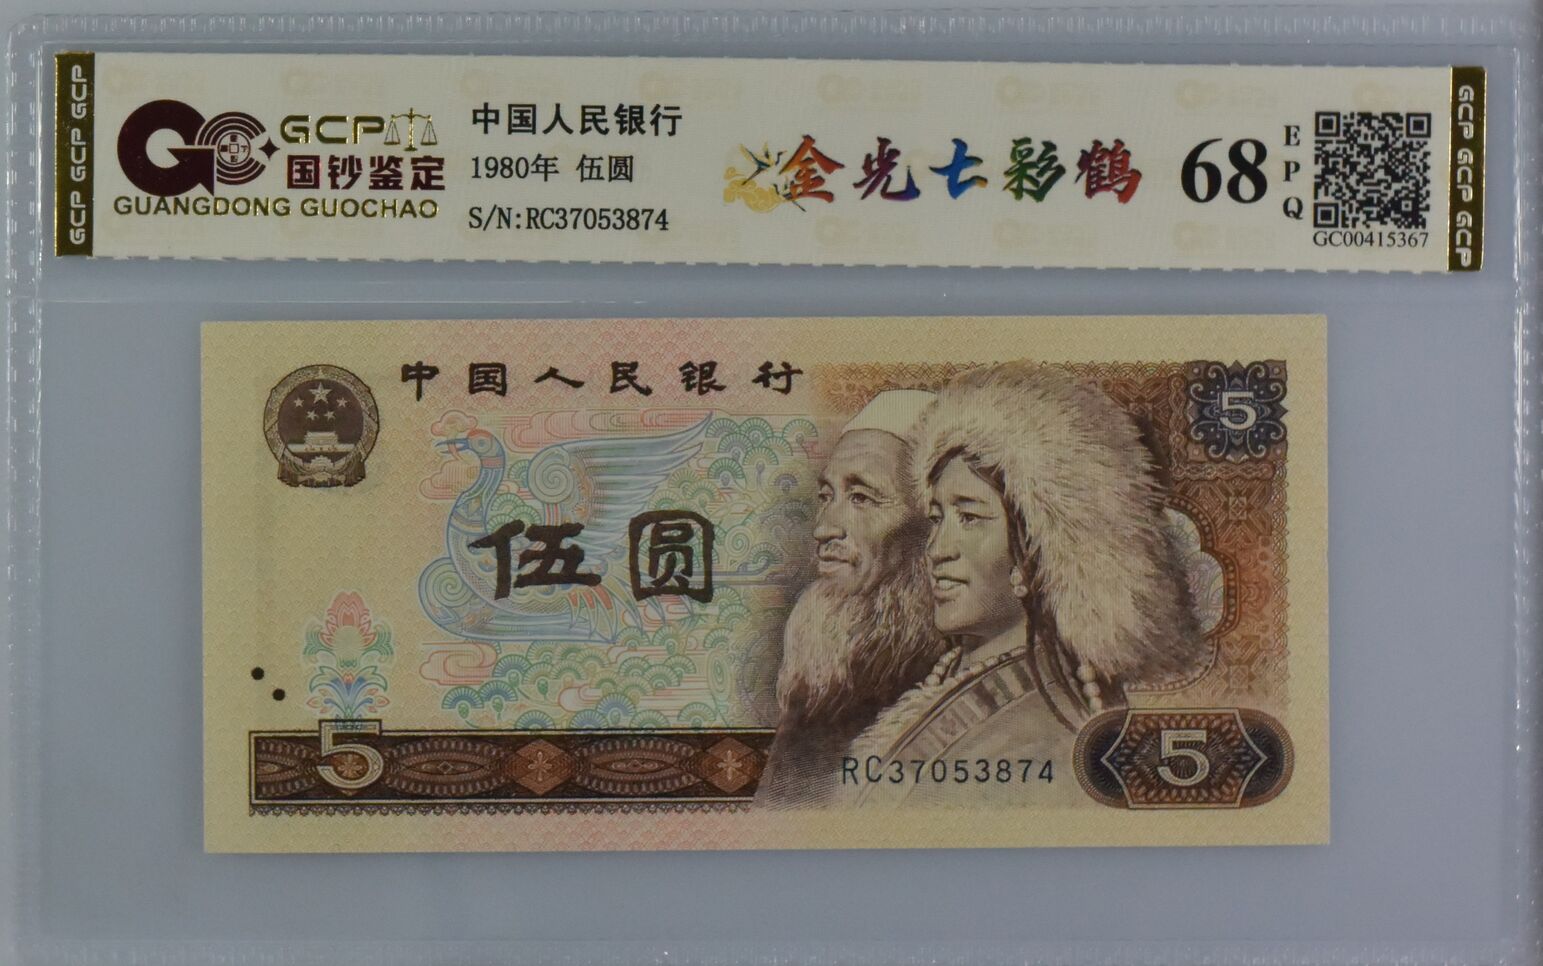 GCP GCP GCP
GCP
国钞鉴定
GUANGDONG GUOCHAO
中国人民银行
1980年 伍圆
S/N:RC37053874
金光七彩鹤
68
EPQ
GC00415367
GCP GCP GCP
中国人民银行
5
伍圆
5
RC37053874
5